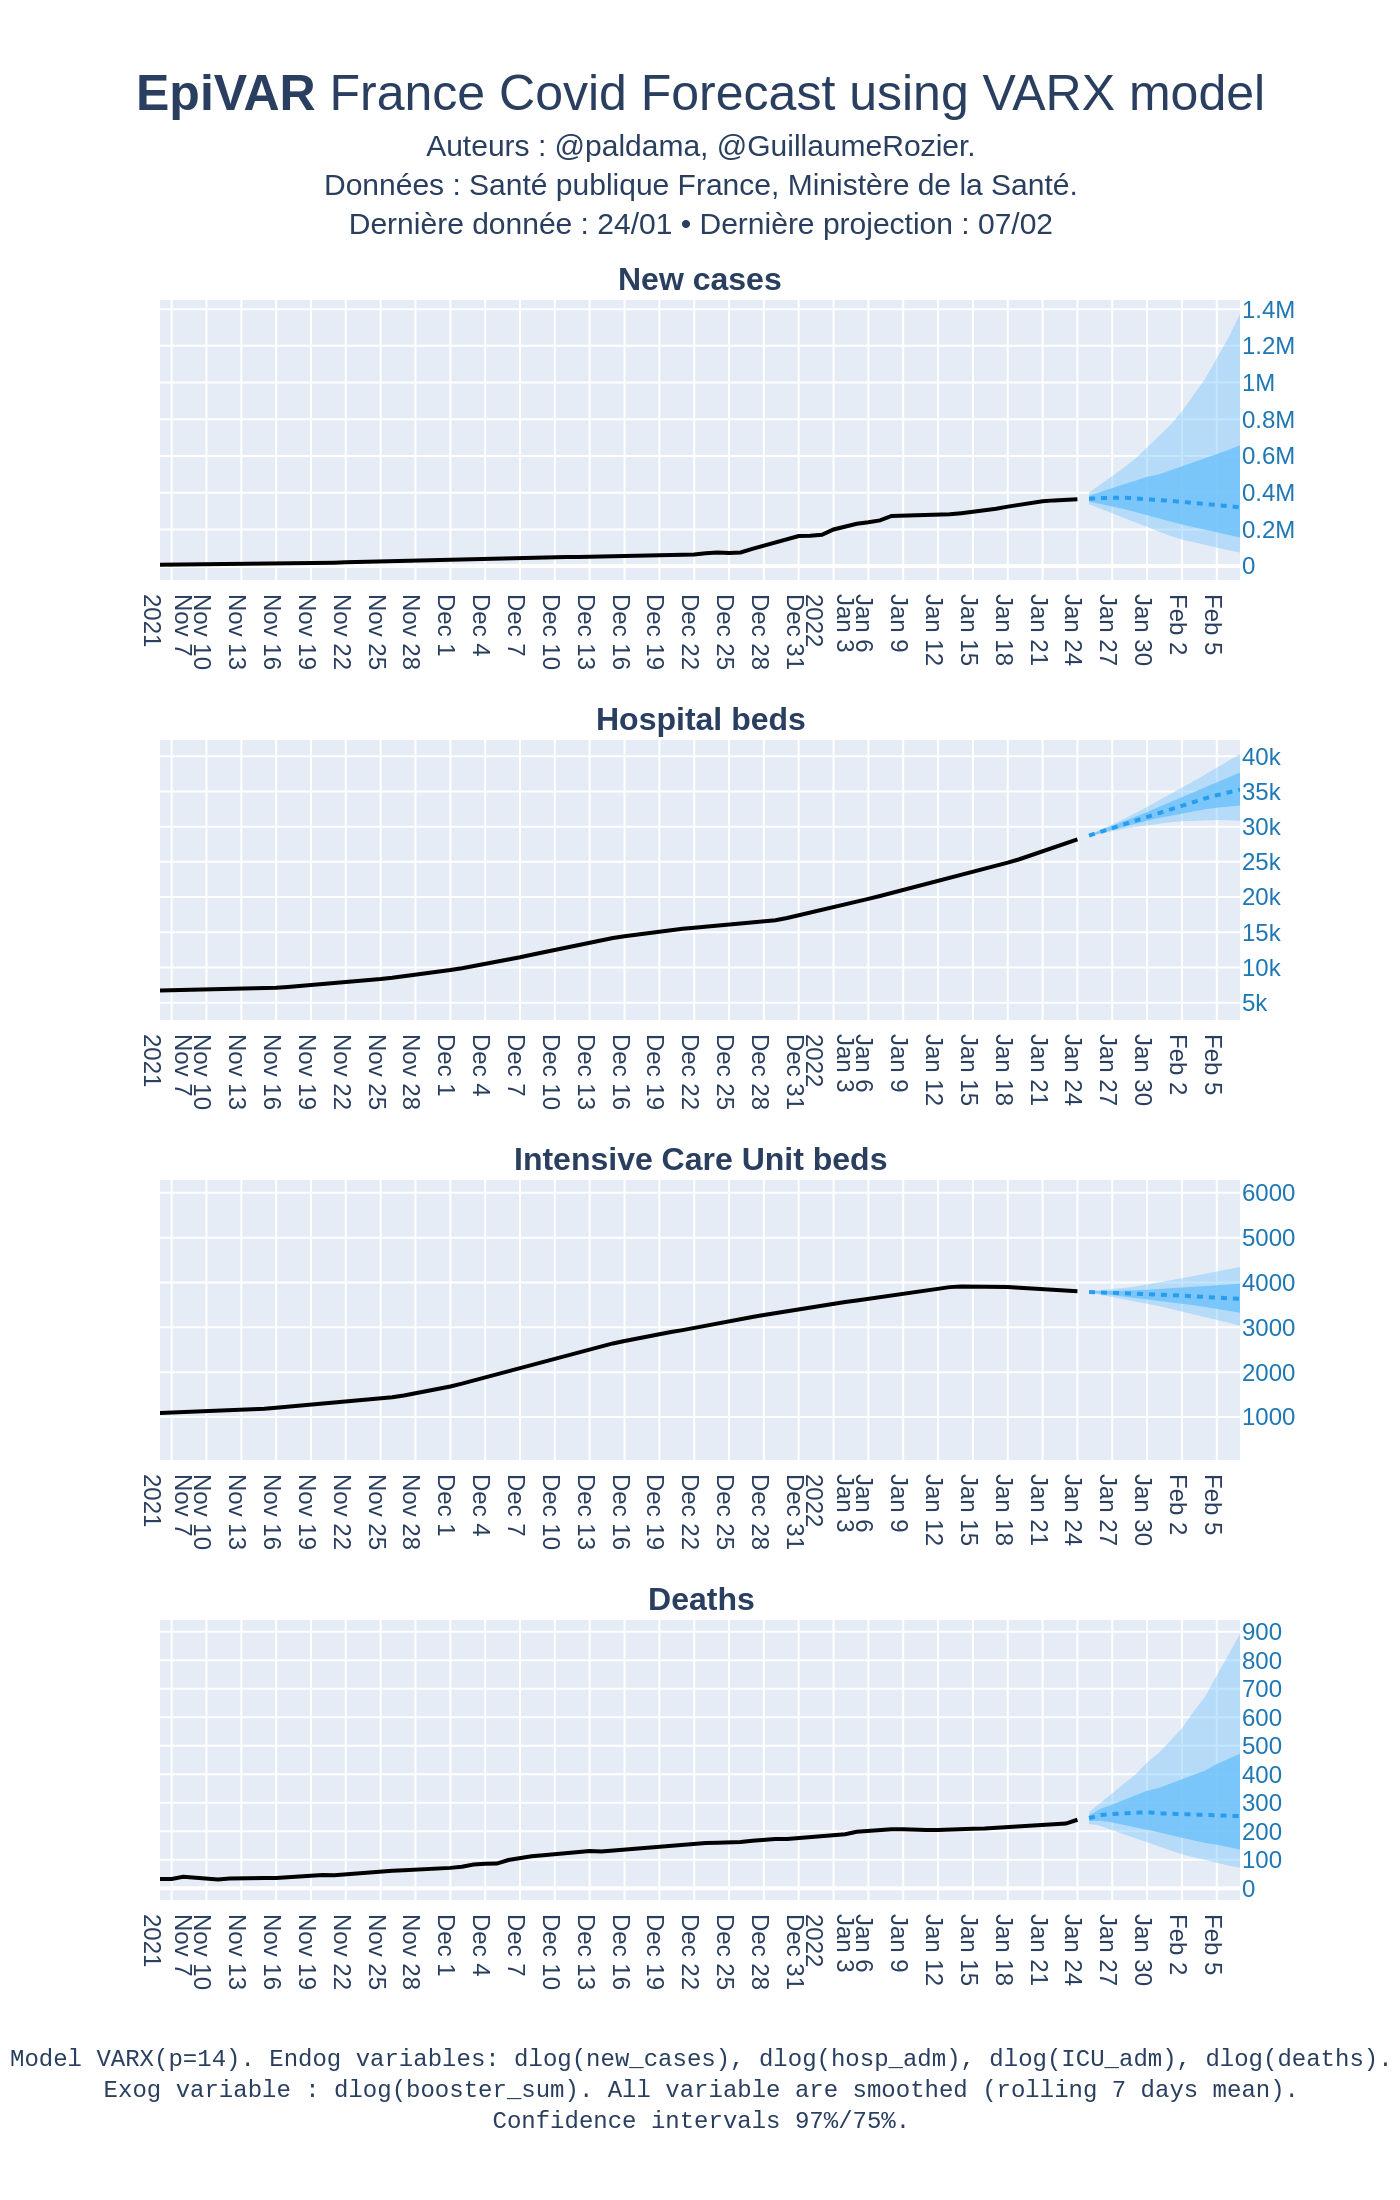 EpiVAR France Covid Forecast using VARX model
Auteurs : @paldama, @GuillaumeRozier.
Données : Santé publique France, Ministère de la Santé.
Dernière donnée : 24/01 • Dernière projection : 07/02
New cases
1.4M
1.2M
1M
0.8M
0.6M
0.4M
0.2M
0
2021
Nov 7
Nov 10
Nov 13
Nov 16
Nov 19
Nov 22
Nov 25
Nov 28
Dec 1
Dec 4
Dec 7
Dec 10
Dec 13
Dec 16
Dec 19
Dec 22
Dec 25
Dec 28
Dec 31
2022
Jan 3
Jan 6
Jan 9
Jan 12
Jan 15
Jan 18
Jan 21
Jan 24
Jan 27
Jan 30
Feb 2
Feb 5
Hospital beds
40k
35k
30k
25k
20k
15k
10k
5k
2021
Nov 7
Nov 10
Nov 13
Nov 16
Nov 19
Nov 22
Nov 25
Nov 28
Dec 1
Dec 4
Dec 7
Dec 10
Dec 13
Dec 16
Dec 19
Dec 22
Dec 25
Dec 28
Dec 31
2022
Jan 3
Jan 6
Jan 9
Jan 12
Jan 15
Jan 18
Jan 21
Jan 24
Jan 27
Jan 30
Feb 2
Feb 5
Intensive Care Unit beds
6000
5000
4000
3000
2000
1000
2021
Nov 7
Nov 10
Nov 13
Nov 16
Nov 19
Nov 22
Nov 25
Nov 28
Dec 1
Dec 4
Dec 7
Dec 10
Dec 13
Dec 16
Dec 19
Dec 22
Dec 25
Dec 28
Dec 31
2022
Jan 3
Jan 6
Jan 9
Jan 12
Jan 15
Jan 18
Jan 21
Jan 24
Jan 27
Jan 30
Feb 2
Feb 5
Deaths
900
800
700
600
500
400
300
200
100
0
2021
Nov 7
Nov 10
Nov 13
Nov 16
Nov 19
Nov 22
Nov 25
Nov 28
Dec 1
Dec 4
Dec 7
Dec 10
Dec 13
Dec 16
Dec 19
Dec 22
Dec 25
Dec 28
Dec 31
2022
Jan 3
Jan 6
Jan 9
Jan 12
Jan 15
Jan 18
Jan 21
Jan 24
Jan 27
Jan 30
Feb 2
Feb 5
Model VARX(p=14). Endog variables: dlog(new_cases), dlog(hosp_adm), dlog(ICU_adm), dlog(deaths).
Exog variable : dlog(booster_sum). All variable are smoothed (rolling 7 days mean).
Confidence intervals 97%/75%.